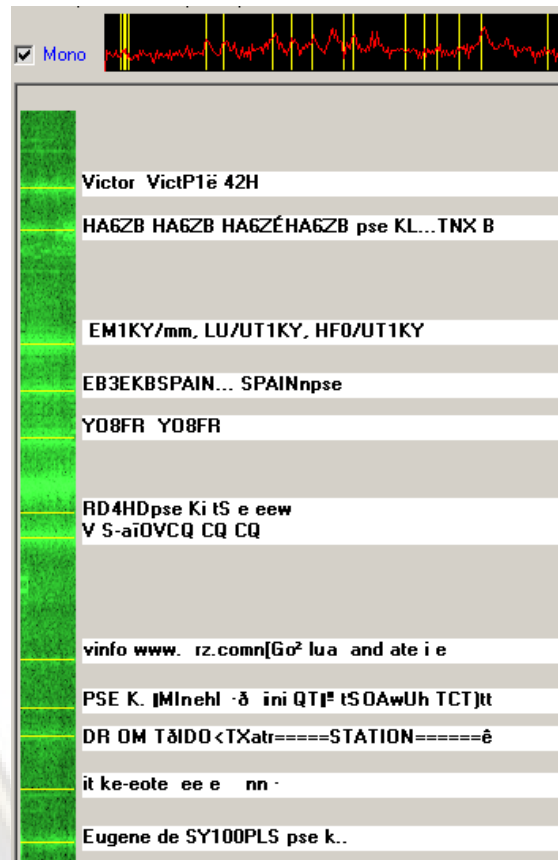 Mono
Victor VictP1ë 42H
HA6ZB HA6ZB HA6ZÉHA6ZB pse KL...TNX B
EM1KY/mm, LU/UT1KY, HF0/UT1KY
EB3EKBSPAIN... SPAINnpse
YO8FR YO8FR
RD4HDpse Ki tS e eew
V S-aïOVCQ CQ CQ
vinfo www. rz.comn[Go² lua and ate i e
PSE K. ini tSOAwUh TCT)tt
DR OM TðIDO<TXatr=====STATION======ê
it ke-eote ee e nn ·
Eugene de SY100PLS pse k..